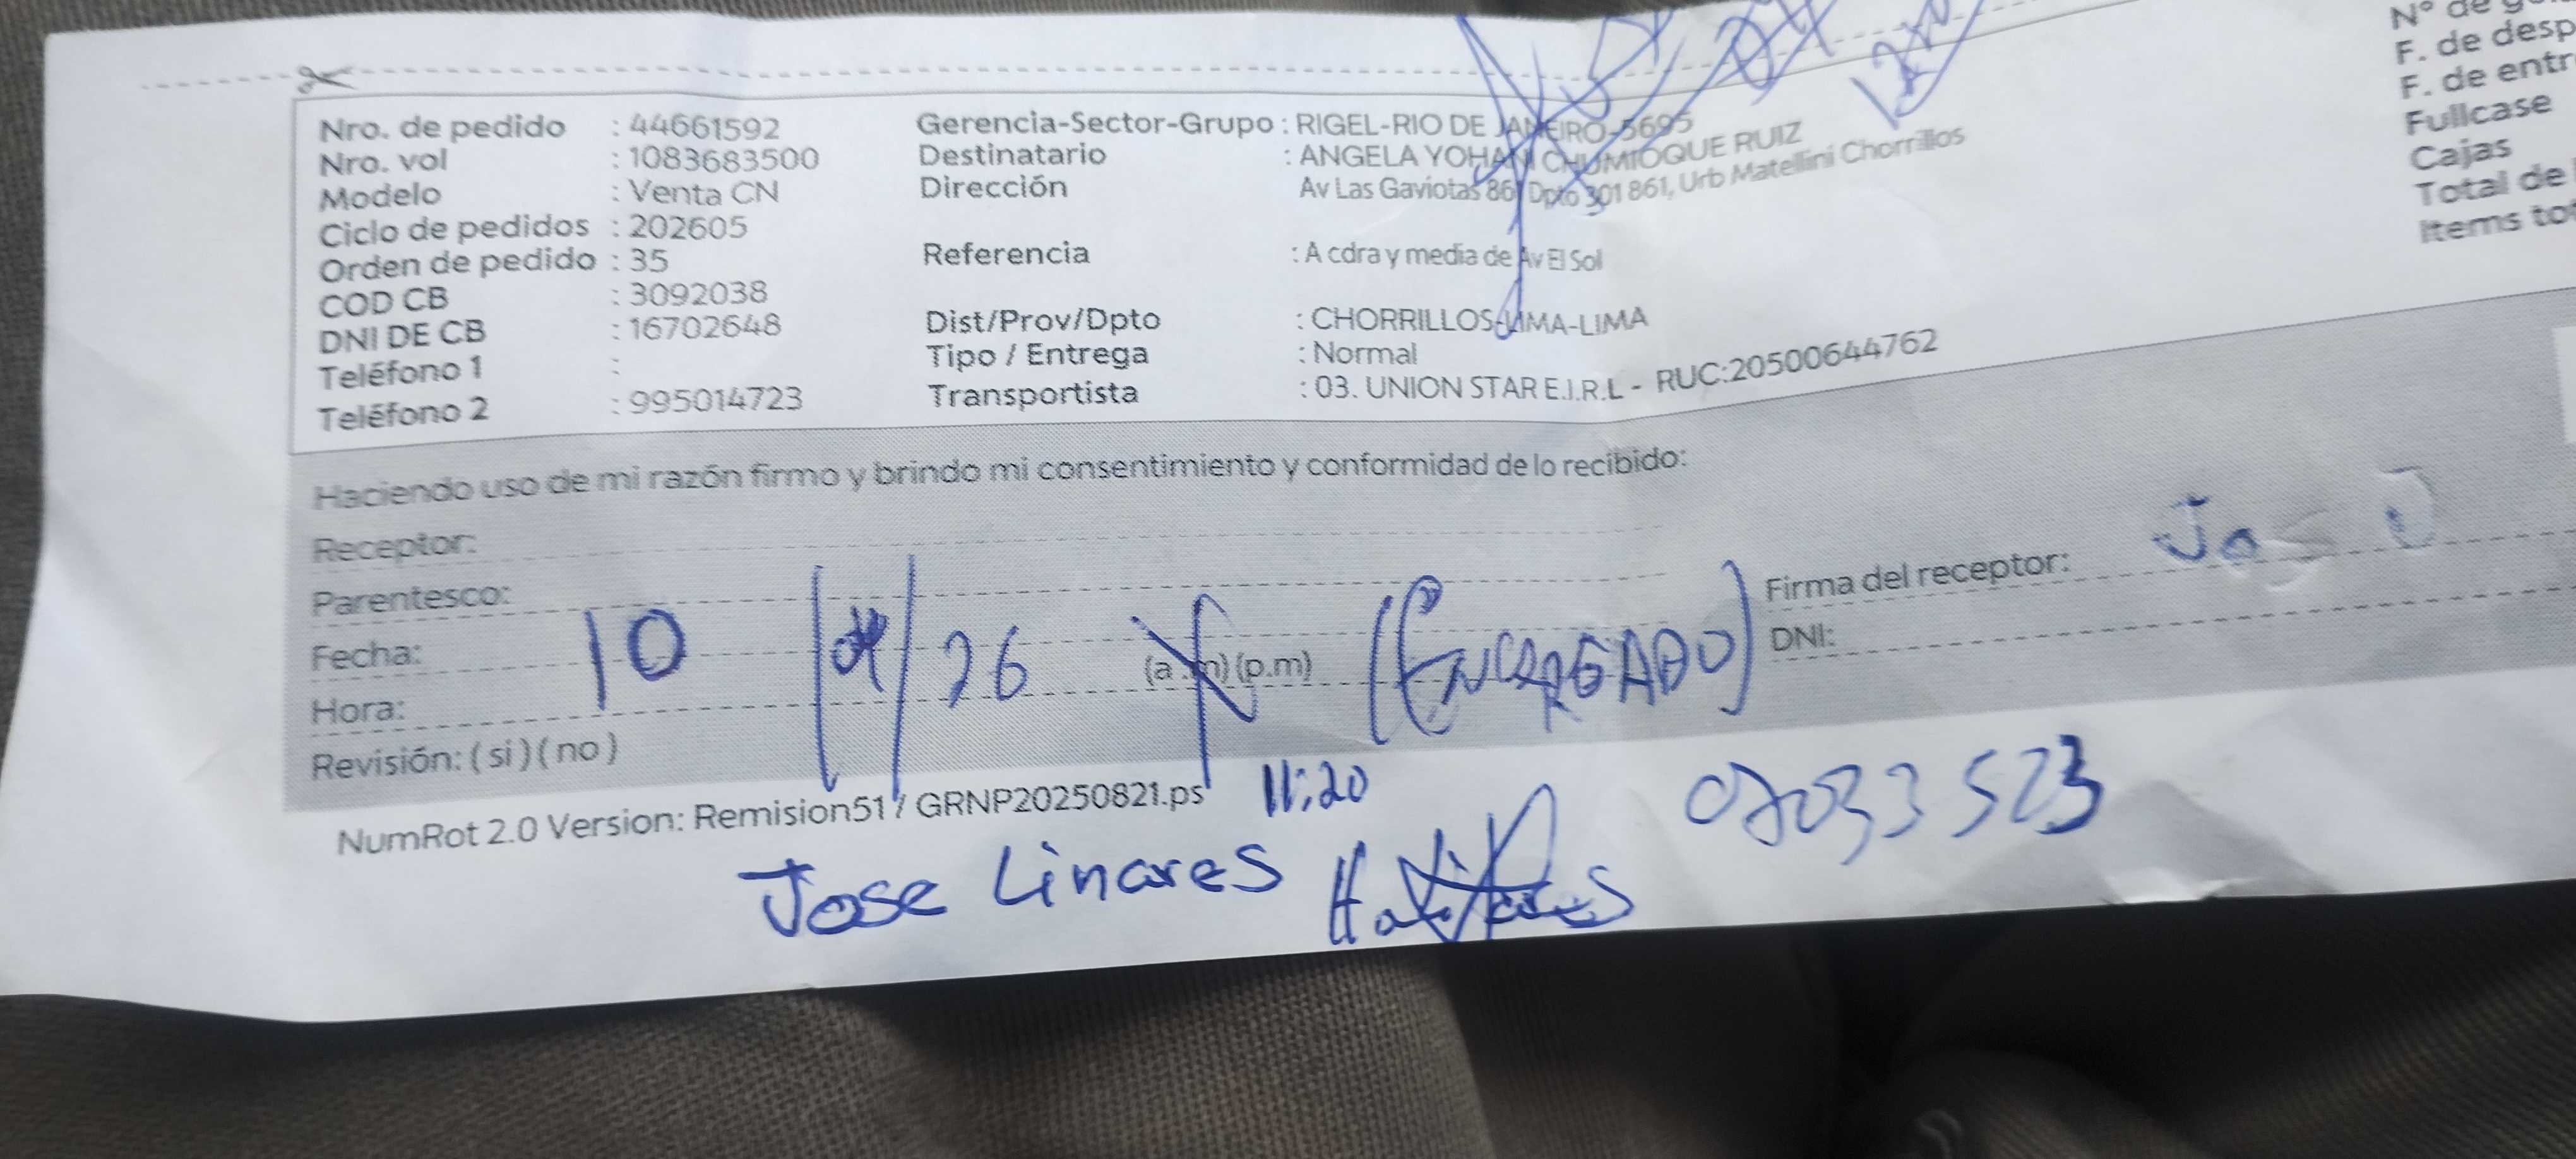 Nro. de pedido : 44661592
Nro. vol : 1083683500
Modelo : Venta CN
Ciclo de pedidos : 202605
Orden de pedido : 35
COD CB : 3092038
DNI DE CB : 16702648
Teléfono 1 :
Teléfono 2 : 995014723
Gerencia-Sector-Grupo : RIGEL-RIO DE JANEIRO-5695
Destinatario : ANGELA YOHANI CHUMIOQUE RUIZ
Dirección Av Las Gaviotas 861 Dpto 301 861, Urb Matellini Chorrillos
Referencia : A cdra y media de Av El Sol
Dist/Prov/Dpto : CHORRILLOS-LIMA-LIMA
Tipo / Entrega : Normal
Transportista : 03. UNION STAR E.I.R.L - RUC:20500644762
N° de
F. de desp
F. de entr
Fullcase
Cajas
Total de
Items tot
Haciendo uso de mi razón firmo y brindo mi consentimiento y conformidad de lo recibido:
Receptor:
Parentesco:
Fecha: 10 / 04 / 26
(a.m) (p.m) (ENCARGADO)
Hora:
Revisión: ( si ) ( no )
Firma del receptor: Jos
DNI:
NumRot 2.0 Version: Remision51 / GRNP20250821.ps
11:20
Jose Linares